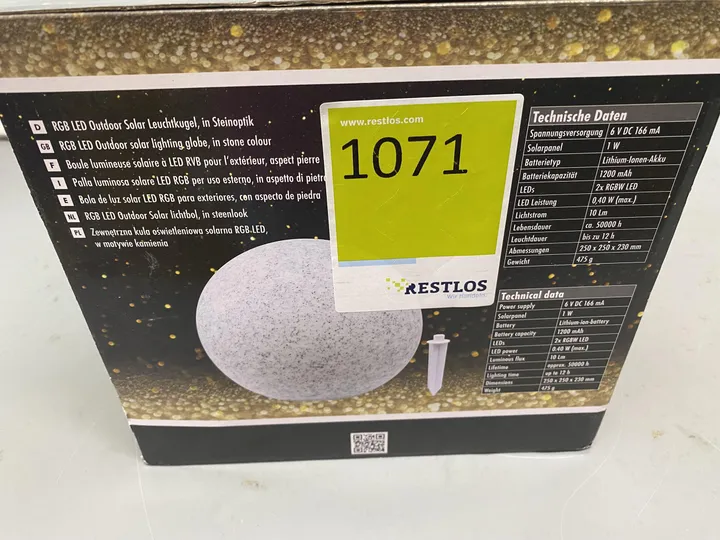 D RGB LED Outdoor Solar Leuchtkugel, in Steinoptik
GB RGB LED Outdoor solar lighting globe, in stone colour
F Boule lumineuse solaire à LED RVB pour l'extérieur, aspect pierre
I Palla luminosa solare LED RGB per uso esterno, in aspetto di pietra
E Bola de luz solar LED RGB para exteriores, con aspecto de piedra
NL RGB LED Outdoor Solar lichtbol, in steenlook
PL Zewnętrzna kula oświetleniowa solarna RGB-LED,
w motywie kamienia
www.restlos.com
1071
RESTLOS
Technische Daten
Spannungsversorgung 6 V DC 166 mA
Solarpanel 1 W
Batterietyp Lithium-Ionen-Akku
Batteriekapazität 1200 mAh
LEDs 2x RGBW LED
LED Leistung 0,40 W (max.)
Lichtstrom 10 Lm
Lebensdauer ca. 50000 h
Leuchtdauer bis zu 12 h
Abmessungen 250 x 250 x 230 mm
Gewicht 475 g
Technical data
Power supply 6 V DC 166 mA
Solarpanel 1 W
Battery Lithium-ion-battery
Battery capacity 1200 mAh
LEDs 2x RGBW LED
LED power 0.40 W (max.)
Luminous flux 10 Lm
Lifetime approx. 50000 h
Lighting time up to 12 h
Dimensions 250 x 250 x 230 mm
Weight 475 g